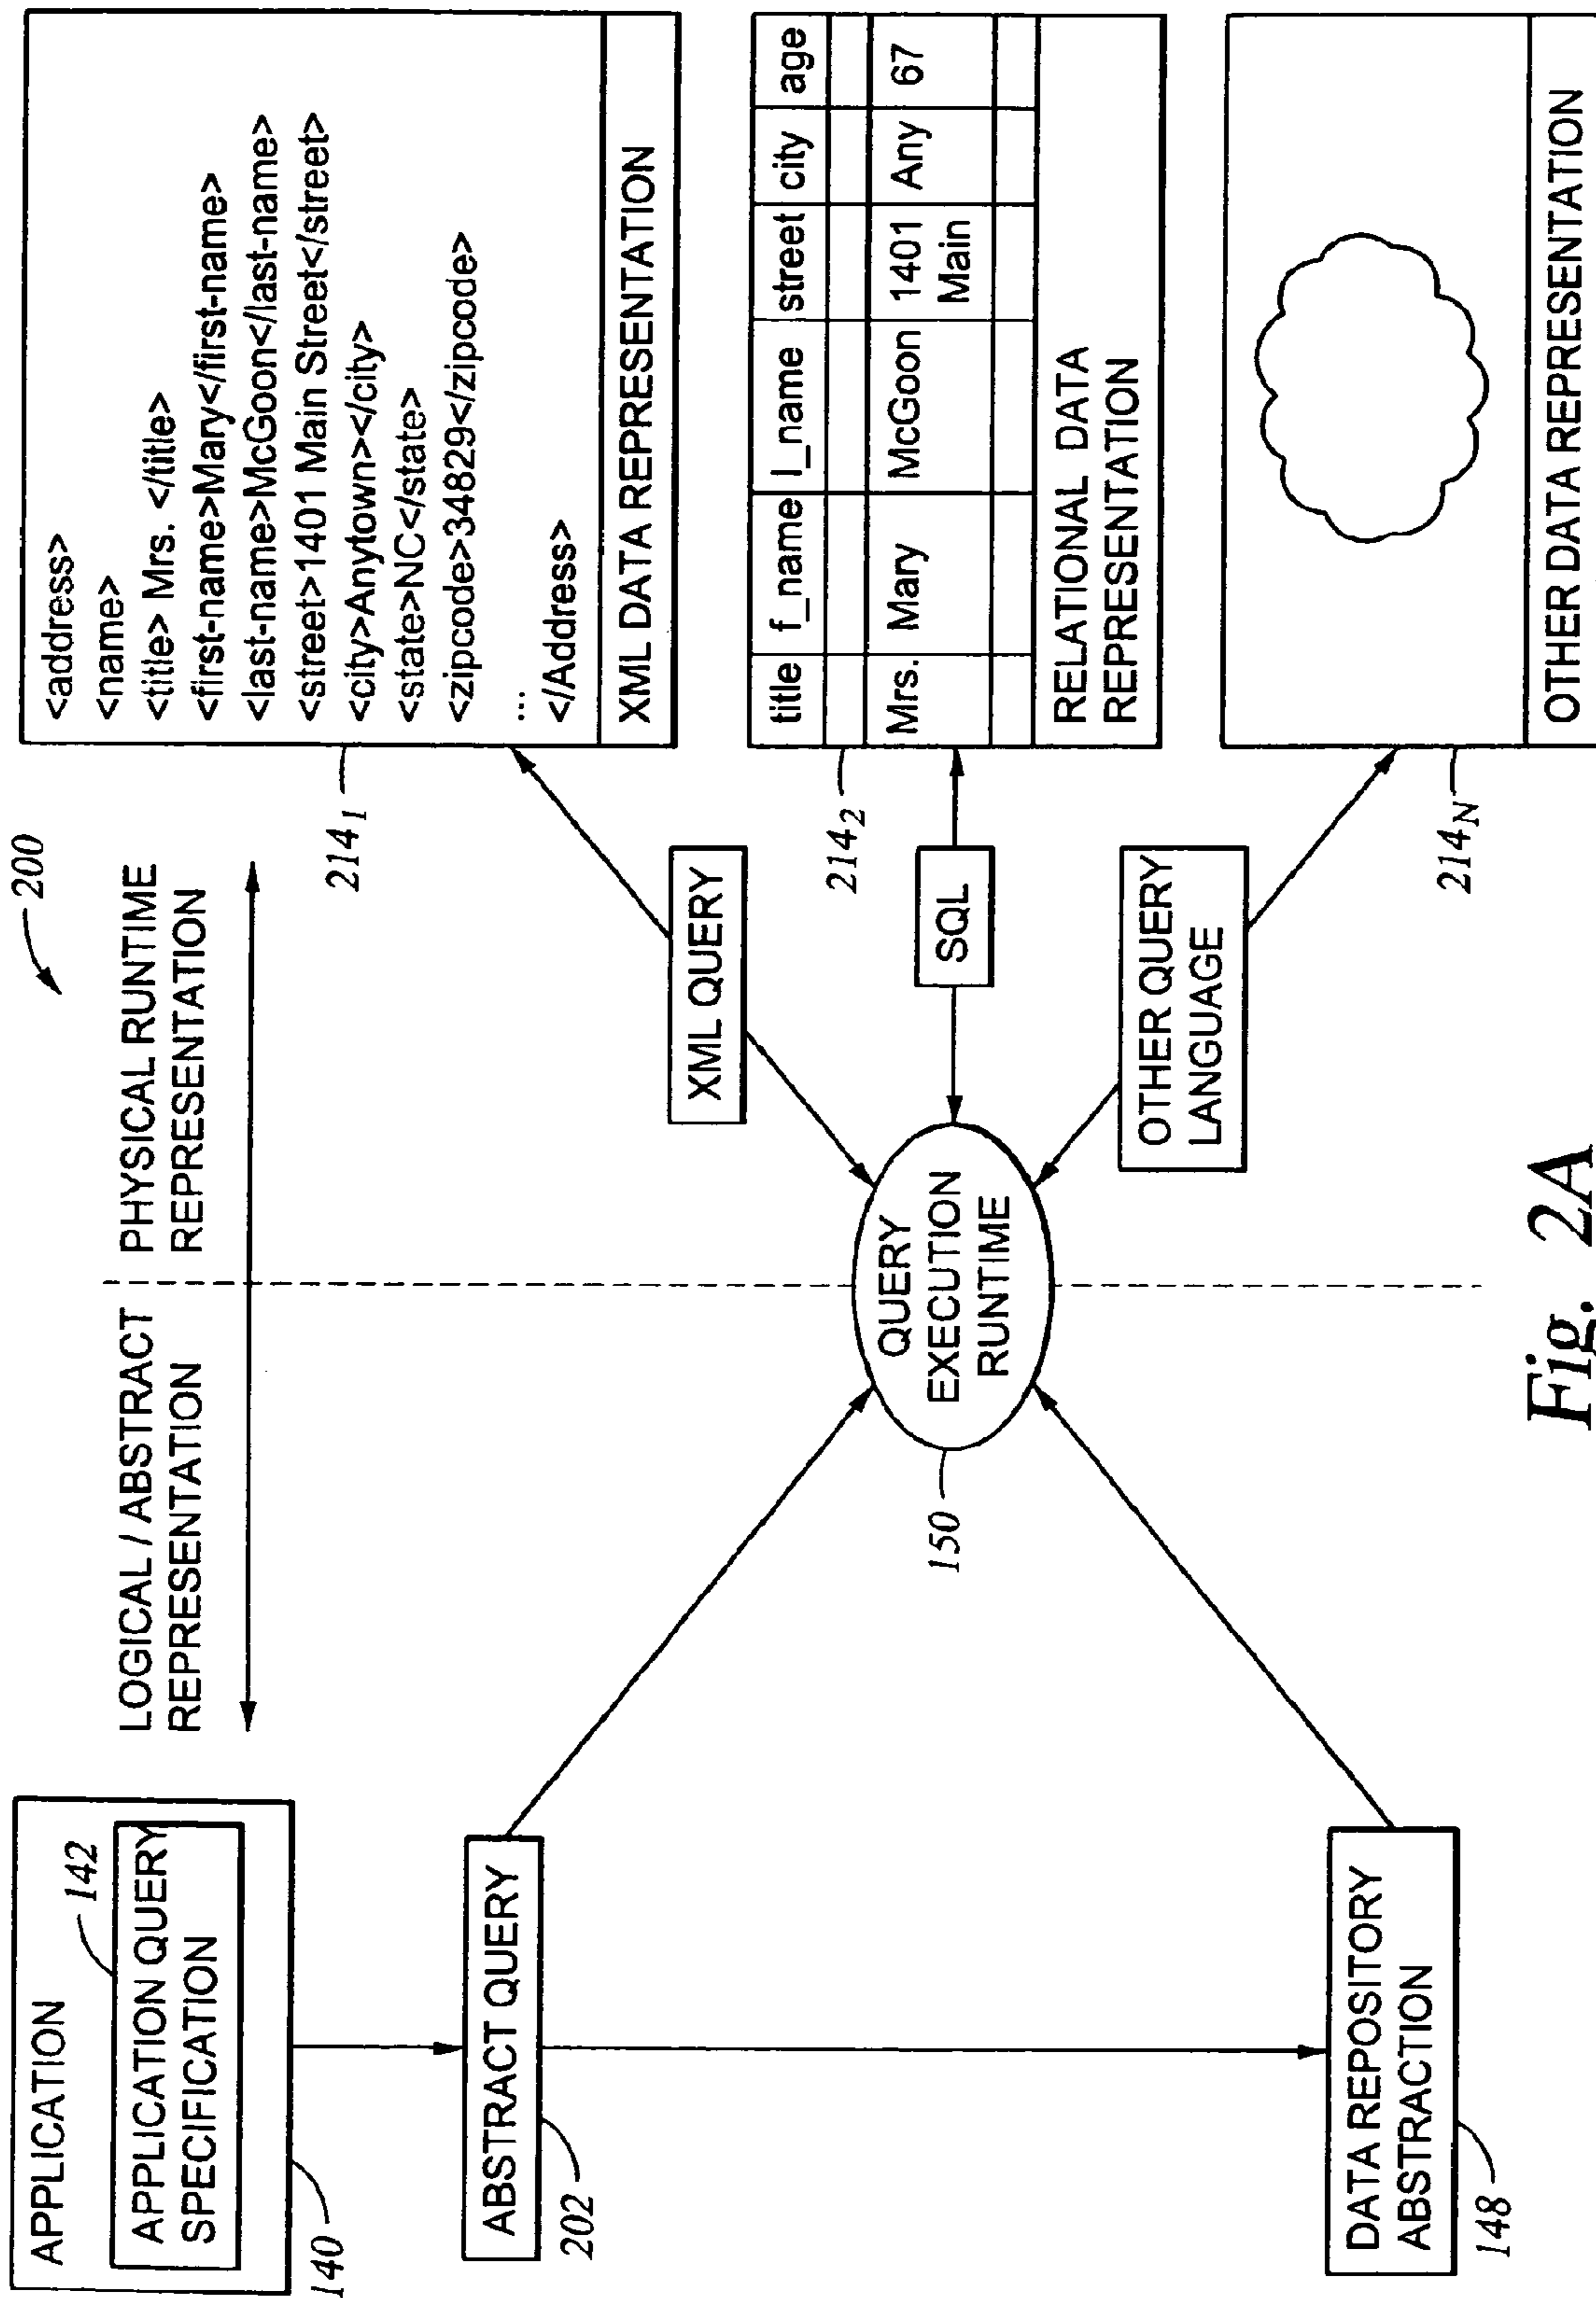 200
APPLICATION
142
APPLICATION QUERY
SPECIFICATION
140
LOGICAL / ABSTRACT
REPRESENTATION
PHYSICAL RUNTIME
REPRESENTATION
ABSTRACT QUERY
202
DATA REPOSITORY
ABSTRACTION
148
QUERY
EXECUTION
RUNTIME
150
XML QUERY
SQL
OTHER QUERY
LANGUAGE
<address>
<name>
<title> Mrs. </title>
<first-name>Mary</first-name>
<last-name>McGoon</last-name>
<street>1401 Main Street</street>
<city>Anytown></city>
<state>NC</state>
<zipcode>34829</zipcode>
...
</Address>
XML DATA REPRESENTATION
214₁
title f_name l_name street city age
Mrs. Mary McGoon 1401 Any 67
Main
RELATIONAL DATA
REPRESENTATION
214₂
OTHER DATA REPRESENTATION
214N
Fig. 2A